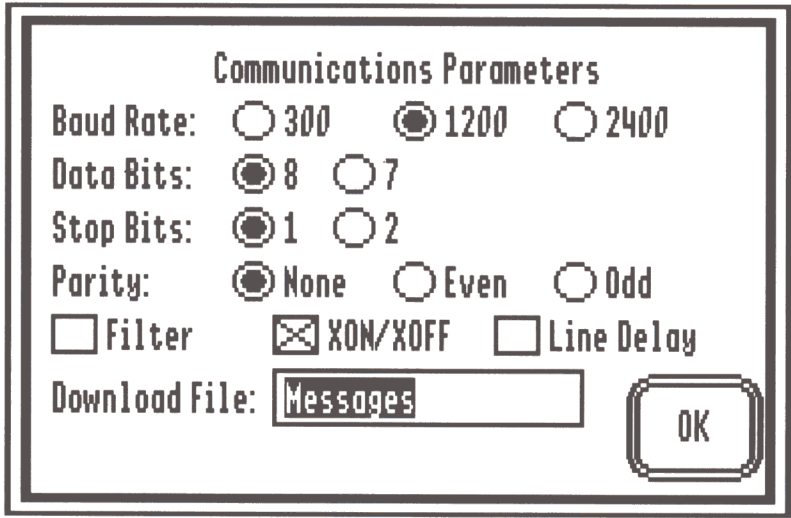 Communications Parameters
Baud Rate: 300 1200 2400
Data Bits: 8 7
Stop Bits: 1 2
Parity: None Even Odd
Filter XON/XOFF Line Delay
Download File: Messages
OK